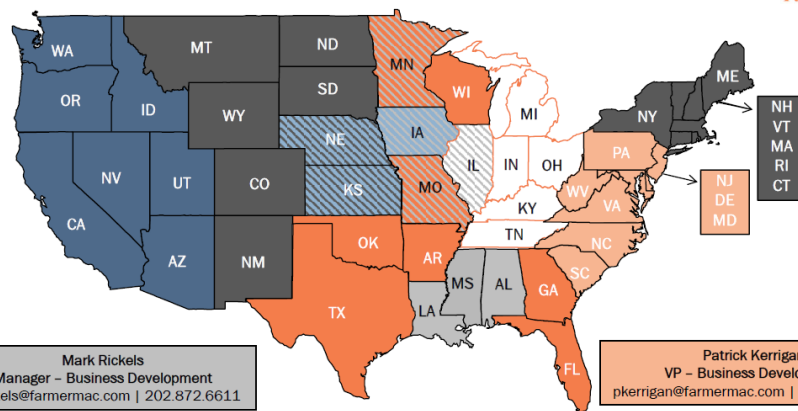 WA
MT
ND
MN
ME
OR
ID
SD
WI
WY
MI
NY
NH
VT
MA
RI
CT
NE
IA
PA
NV
UT
CO
IL
IN
OH
NJ
DE
MD
CA
KS
MO
WV
VA
KY
TN
NC
AZ
NM
OK
AR
SC
MS
AL
GA
LA
TX
FL
Mark Rickels
Manager – Business Development
els@farmermac.com | 202.872.6611
Patrick Kerrigan
VP – Business Develo
pkerrigan@farmermac.com |